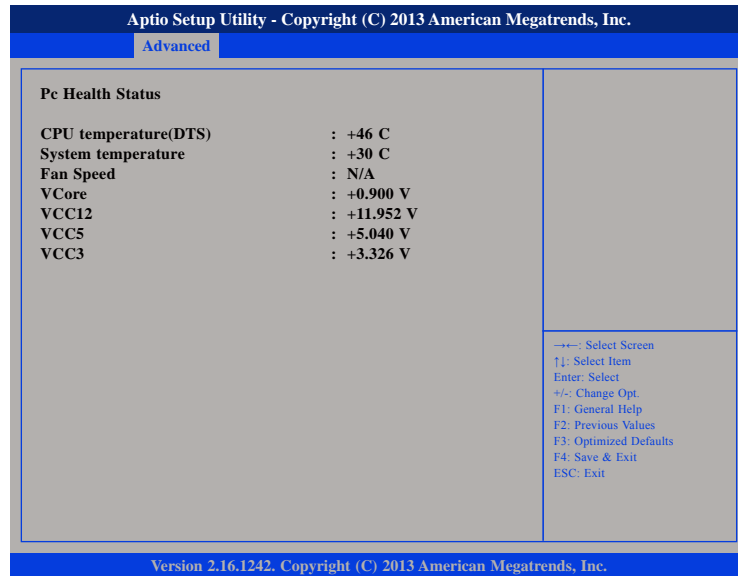 Aptio Setup Utility - Copyright (C) 2013 American Megatrends, Inc.
Advanced
Pc Health Status
CPU temperature(DTS) : +46 C
System temperature : +30 C
Fan Speed : N/A
VCore : +0.900 V
VCC12 : +11.952 V
VCC5 : +5.040 V
VCC3 : +3.326 V
→←: Select Screen
↑↓: Select Item
Enter: Select
+/-: Change Opt.
F1: General Help
F2: Previous Values
F3: Optimized Defaults
F4: Save & Exit
ESC: Exit
Version 2.16.1242. Copyright (C) 2013 American Megatrends, Inc.